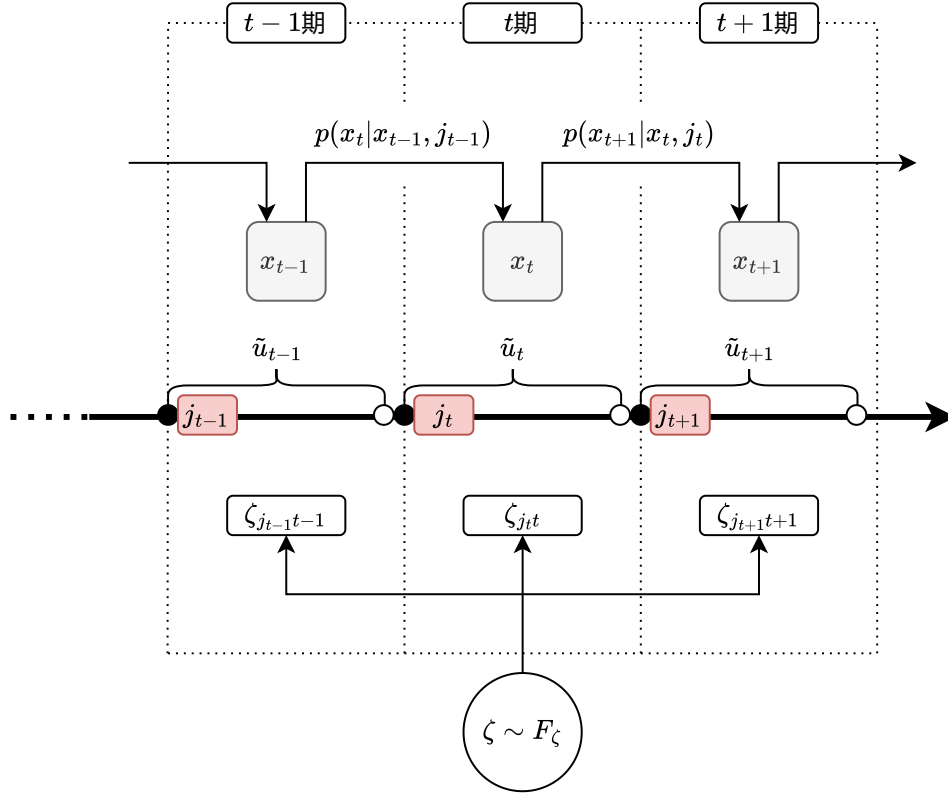 t − 1期
t期
t + 1期
p(x_t|x_{t−1}, j_{t−1})
p(x_{t+1}|x_t, j_t)
x_{t−1}
x_t
x_{t+1}
ũ_{t−1}
ũ_t
ũ_{t+1}
j_{t−1}
j_t
j_{t+1}
ζ_{j_{t−1}t−1}
ζ_{j_t t}
ζ_{j_{t+1}t+1}
ζ ∼ F_ζ